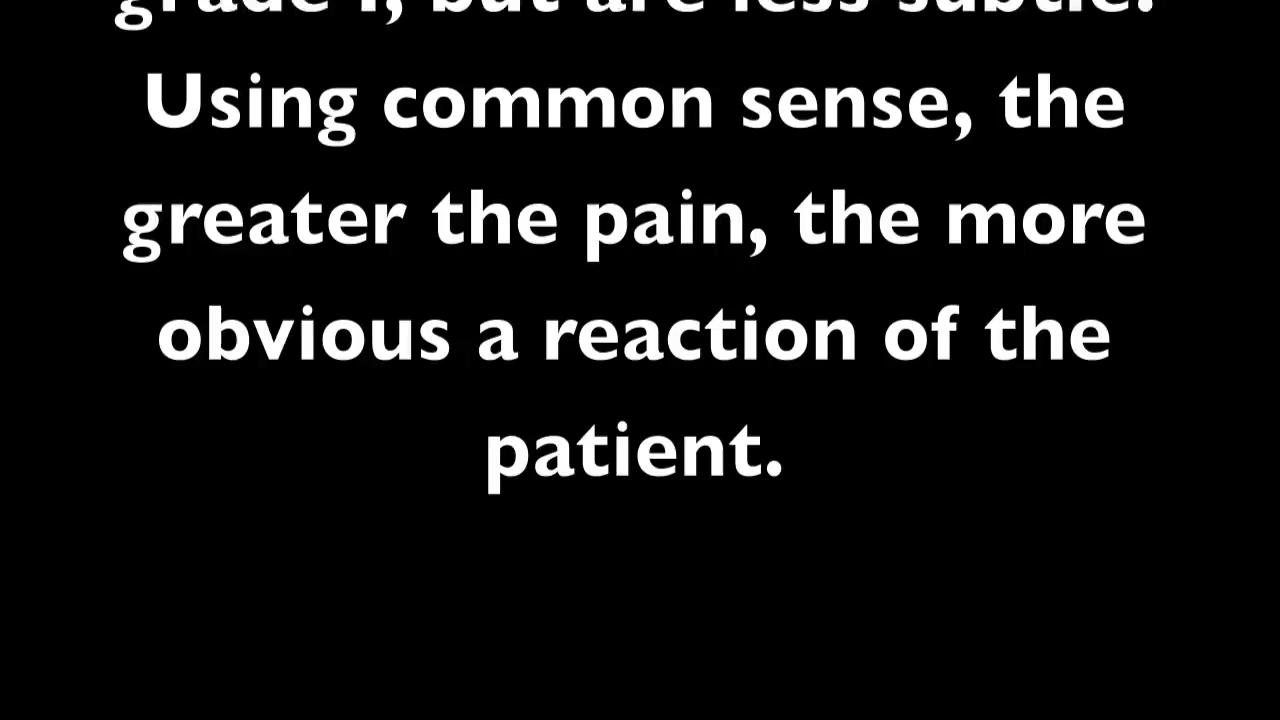 grade 1, but are less subtle.
Using common sense, the
greater the pain, the more
obvious a reaction of the
patient.